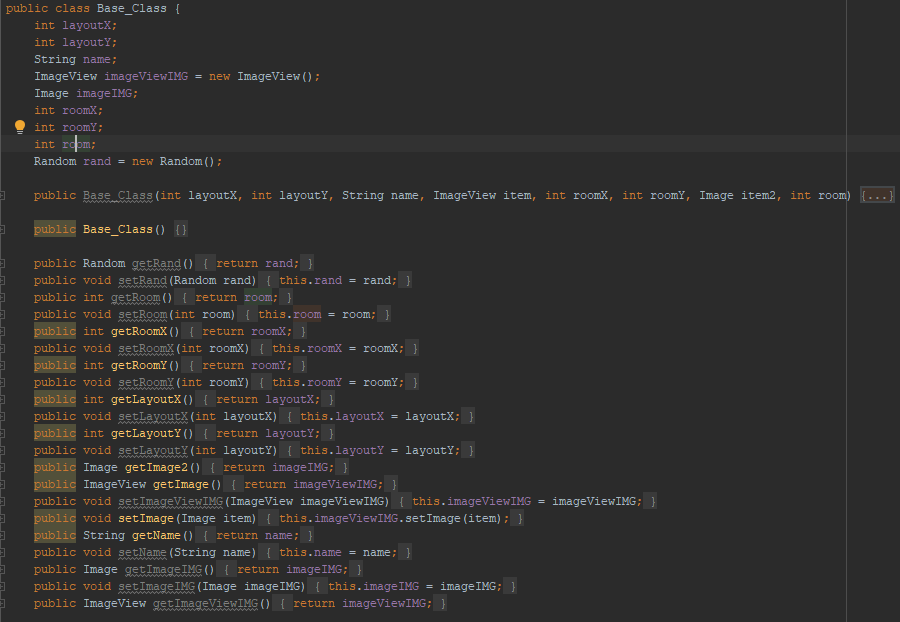 public class Base_Class {
    int layoutX;
    int layoutY;
    String name;
    ImageView imageViewIMG = new ImageView();
    Image imageIMG;
    int roomX;
    int roomY;
    int room;
    Random rand = new Random();
    public Base_Class(int layoutX, int layoutY, String name, ImageView item, int roomX, int roomY, Image item2, int room) {...}
    public Base_Class() {}
    public Random getRand() { return rand; }
    public void setRand(Random rand) { this.rand = rand; }
    public int getRoom() { return room; }
    public void setRoom(int room) { this.room = room; }
    public int getRoomX() { return roomX; }
    public void setRoomX(int roomX) { this.roomX = roomX; }
    public int getRoomY() { return roomY; }
    public void setRoomY(int roomY) { this.roomY = roomY; }
    public int getLayoutX() { return layoutX; }
    public void setLayoutX(int layoutX) { this.layoutX = layoutX; }
    public int getLayoutY() { return layoutY; }
    public void setLayoutY(int layoutY) { this.layoutY = layoutY; }
    public Image getImage2() { return imageIMG; }
    public ImageView getImage() { return imageViewIMG; }
    public void setImageViewIMG(ImageView imageViewIMG) { this.imageViewIMG = imageViewIMG; }
    public void setImage(Image item) { this.imageViewIMG.setImage(item); }
    public String getName() { return name; }
    public void setName(String name) { this.name = name; }
    public Image getImageIMG() { return imageIMG; }
    public void setImageIMG(Image imageIMG) { this.imageIMG = imageIMG; }
    public ImageView getImageViewIMG() { return imageViewIMG; }